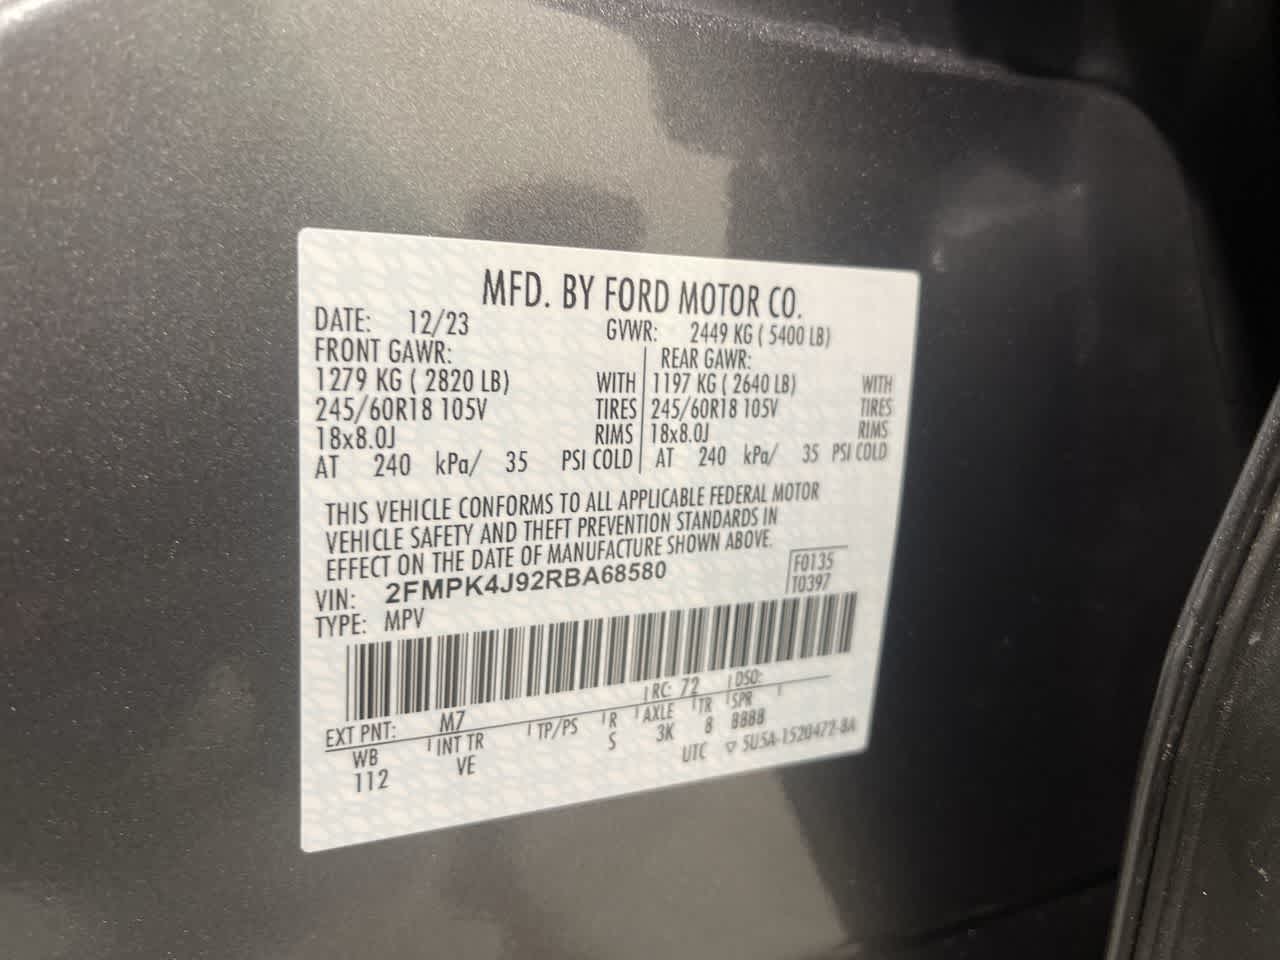 MFD. BY FORD MOTOR CO.
DATE: 12/23 GVWR: 2449 KG ( 5400 LB)
FRONT GAWR: REAR GAWR:
1279 KG ( 2820 LB) WITH 1197 KG ( 2640 LB) WITH
245/60R18 105V TIRES 245/60R18 105V TIRES
18x8.0J RIMS 18x8.0J RIMS
AT 240 kPa/ 35 PSI COLD AT 240 kPa/ 35 PSI COLD
THIS VEHICLE CONFORMS TO ALL APPLICABLE FEDERAL MOTOR
VEHICLE SAFETY AND THEFT PREVENTION STANDARDS IN
EFFECT ON THE DATE OF MANUFACTURE SHOWN ABOVE.
VIN: 2FMPK4J92RBA68580 F0135
TYPE: MPV T0397
EXT PNT: M7 RC: 72 DSO:
WB INT TR TP/PS R AXLE TR SPR
112 VE S 3K 8 8888
UTC ▽ 5U5A-1520472-8A